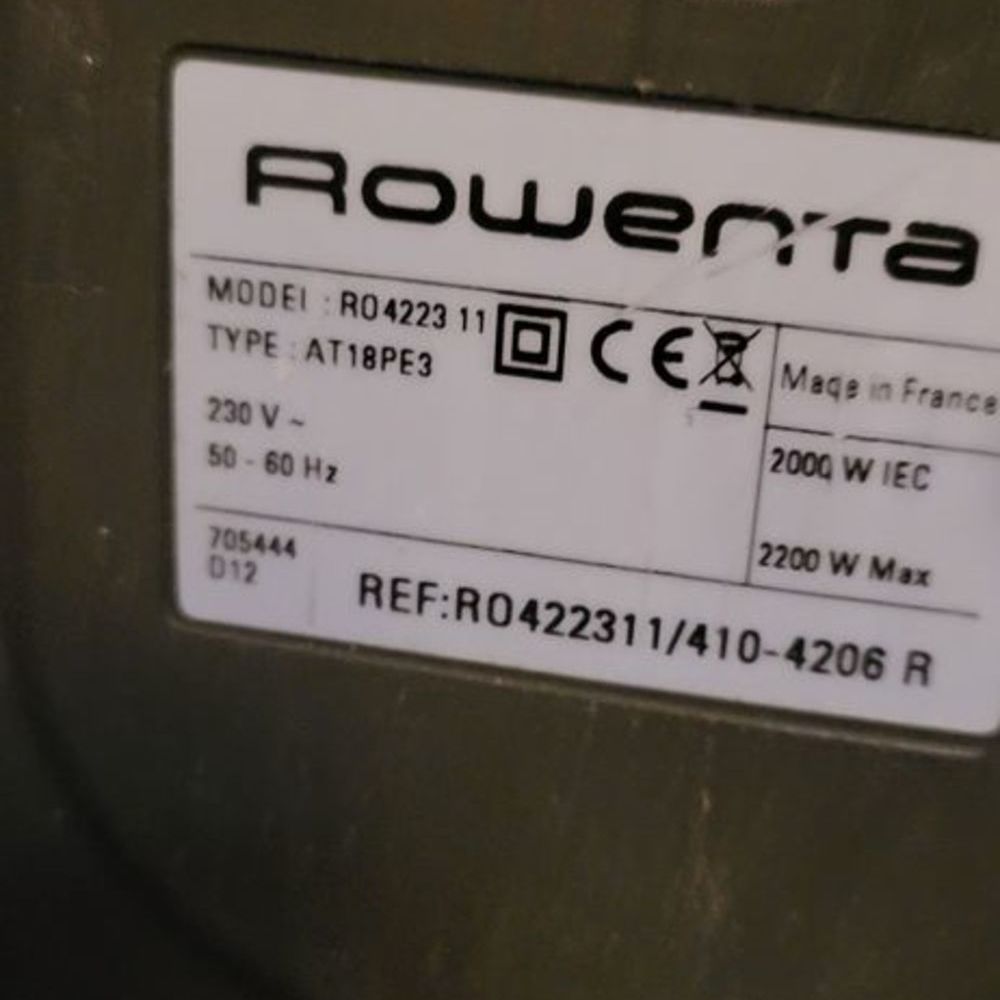 Rowenta
MODEL : RO4223 11
TYPE : AT18PE3
230 V ~
50 - 60 Hz
CE
Made in France
2000 W IEC
2200 W Max
705444
D12
REF:RO422311/410-4206 R